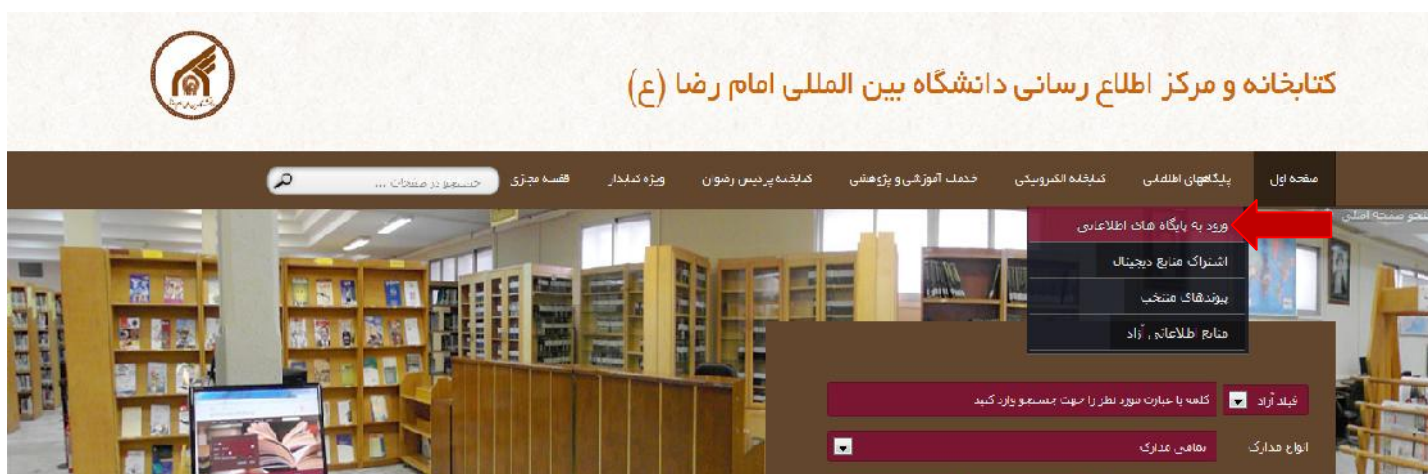 کتابخانه و مرکز اطلاع رسانی دانشگاه بین المللی امام رضا (ع)
صفحه اول
پایگاههای اطلاعاتی
کتابخانه الکترونیکی
خدمات آموزشی و پژوهشی
کتابخانه پردیس رضوان
ویژه کتابدار
قفسه مجازی
جستجو در صفحات ...
ورود به پایگاه های اطلاعاتی
اشتراک منابع دیجیتال
پیوندهای منتخب
منابع اطلاعاتی آزاد
فیلد آزاد
کلمه یا عبارت مورد نظر را جهت جستجو وارد کنید
انواع مدارک
تمامی مدارک